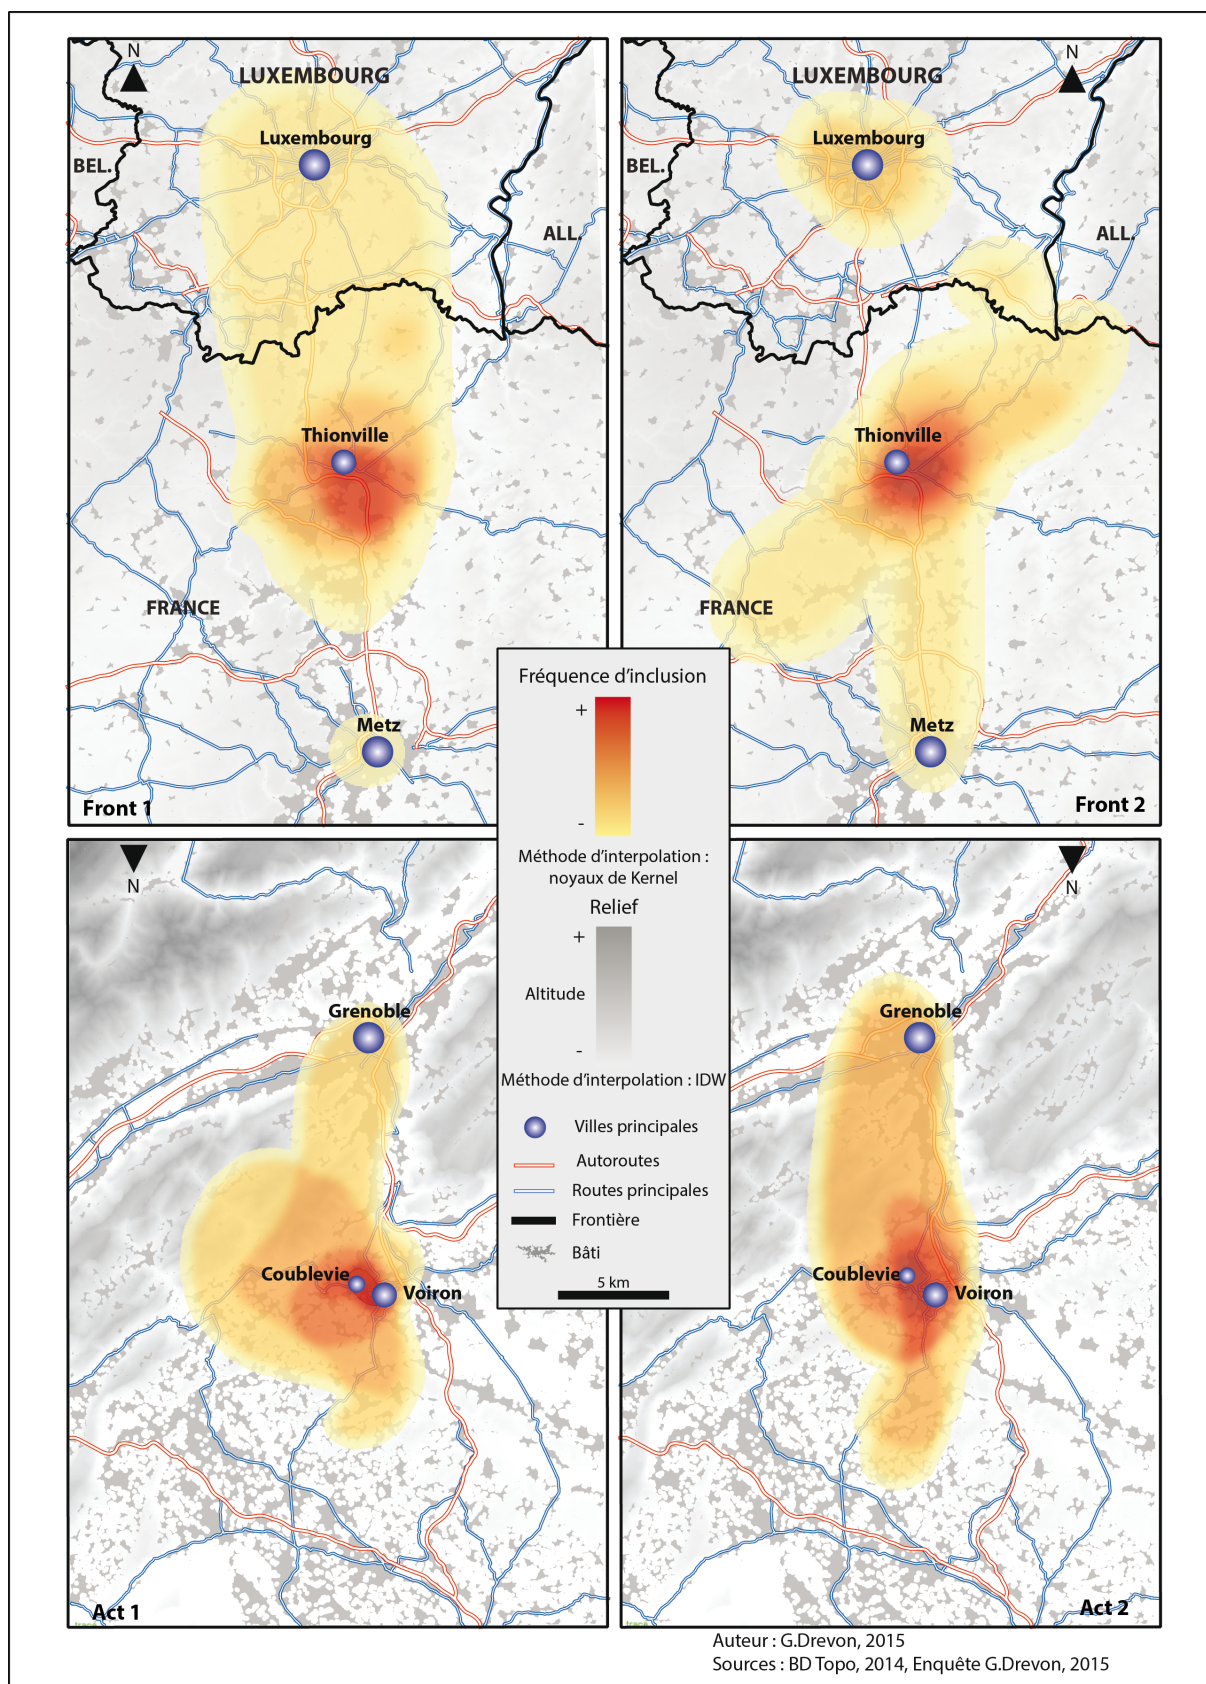 N
LUXEMBOURG
Luxembourg
BEL.
ALL.
Thionville
FRANCE
Metz
Front 1
LUXEMBOURG
N
Luxembourg
BEL.
ALL.
Thionville
FRANCE
Metz
Front 2
Fréquence d'inclusion
+
-
Méthode d'interpolation :
noyaux de Kernel
Relief
+
Altitude
-
Méthode d'interpolation : IDW
Villes principales
Autoroutes
Routes principales
Frontière
Bâti
5 km
N
Grenoble
Coublevie
Voiron
Act 1
N
Grenoble
Coublevie
Voiron
Act 2
Auteur : G.Drevon, 2015
Sources : BD Topo, 2014, Enquête G.Drevon, 2015